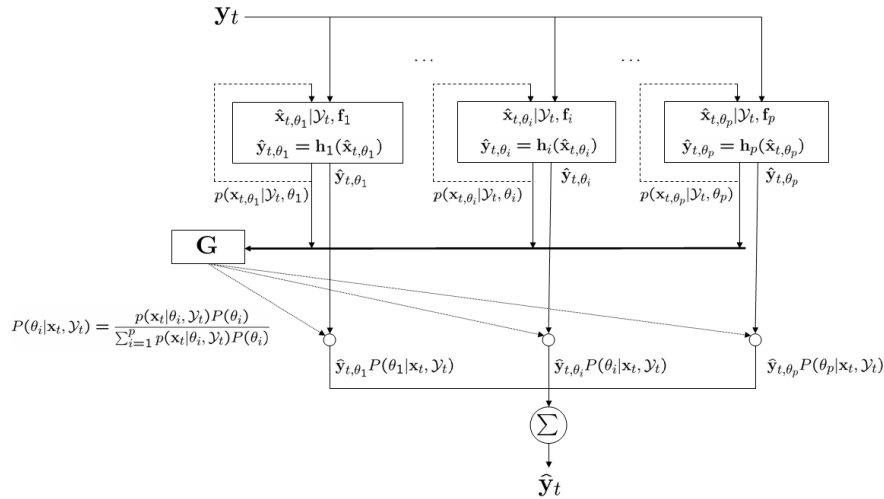 y_t
... ...
x̂_{t,θ_1}|𝒴_t, f_1
ŷ_{t,θ_1} = h_1(x̂_{t,θ_1})
x̂_{t,θ_i}|𝒴_t, f_i
ŷ_{t,θ_i} = h_i(x̂_{t,θ_i})
x̂_{t,θ_p}|𝒴_t, f_p
ŷ_{t,θ_p} = h_p(x̂_{t,θ_p})
p(x_{t,θ_1}|𝒴_t, θ_1)
ŷ_{t,θ_1}
p(x_{t,θ_i}|𝒴_t, θ_i)
ŷ_{t,θ_i}
p(x_{t,θ_p}|𝒴_t, θ_p)
ŷ_{t,θ_p}
G
P(θ_i|x_t, 𝒴_t) = p(x_t|θ_i, 𝒴_t)P(θ_i) / ∑_{i=1}^p p(x_t|θ_i, 𝒴_t)P(θ_i)
ŷ_{t,θ_1}P(θ_1|x_t, 𝒴_t)
ŷ_{t,θ_i}P(θ_i|x_t, 𝒴_t)
ŷ_{t,θ_p}P(θ_p|x_t, 𝒴_t)
∑
ŷ_t